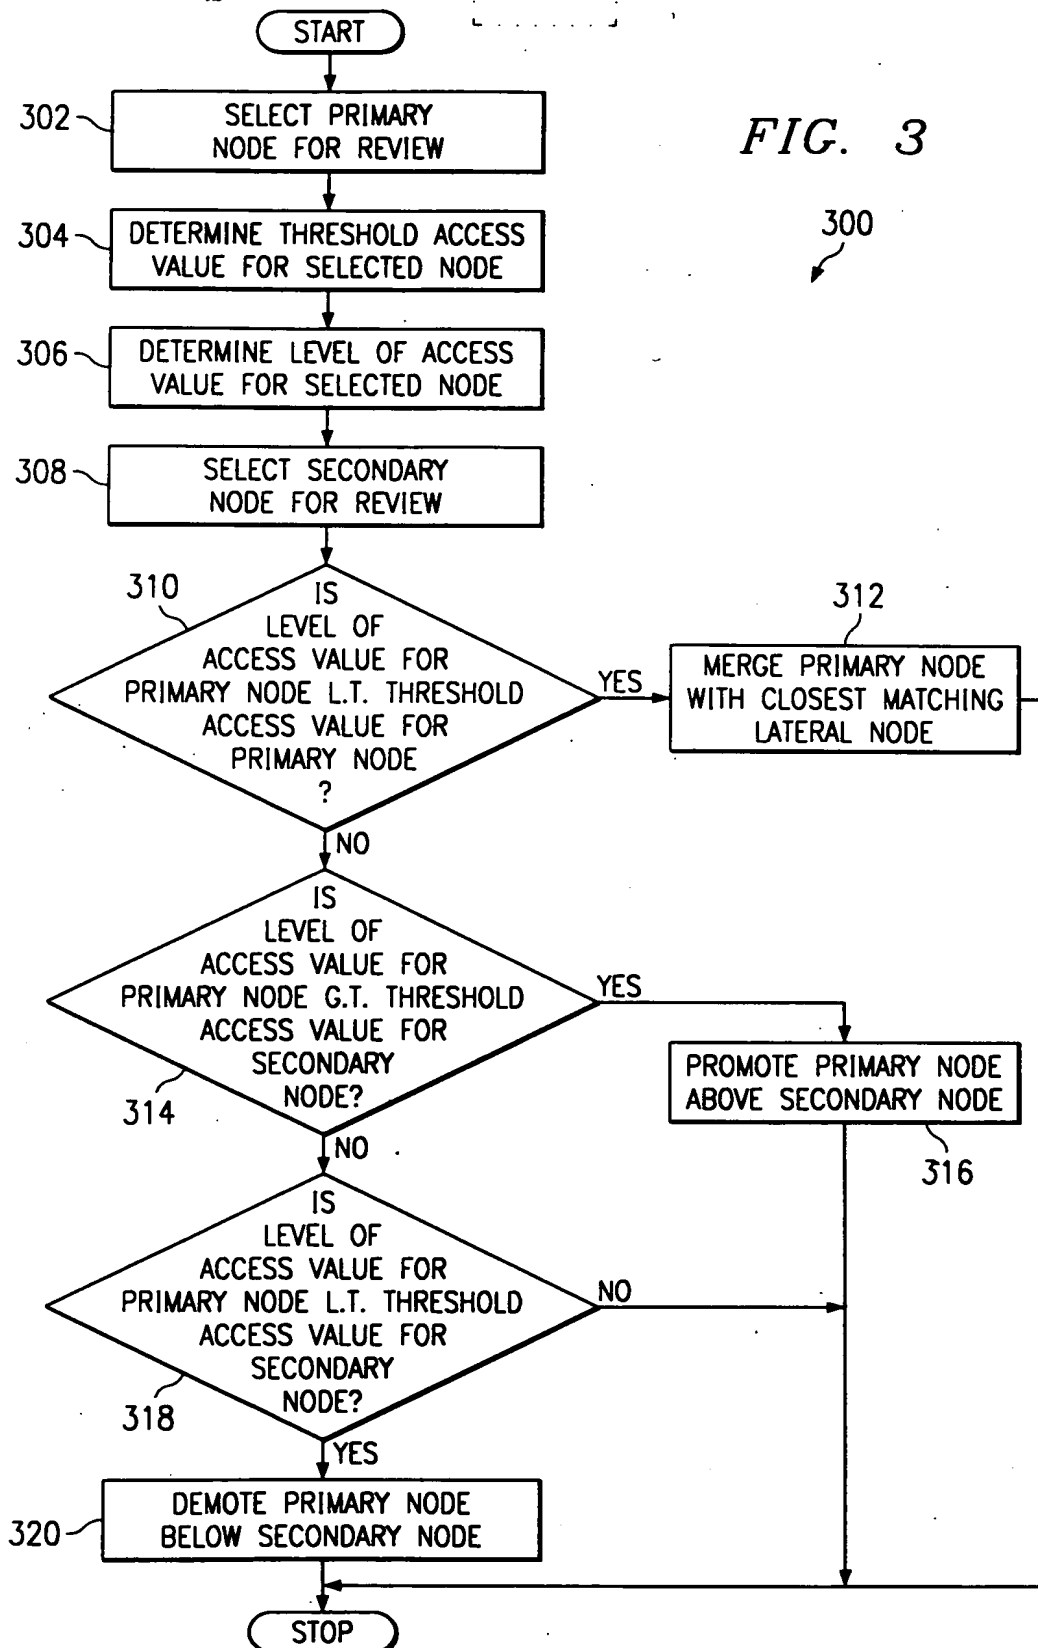 START
302
SELECT PRIMARY
NODE FOR REVIEW
FIG. 3
300
304
DETERMINE THRESHOLD ACCESS
VALUE FOR SELECTED NODE
306
DETERMINE LEVEL OF ACCESS
VALUE FOR SELECTED NODE
308
SELECT SECONDARY
NODE FOR REVIEW
310
IS
LEVEL OF
ACCESS VALUE FOR
PRIMARY NODE L.T. THRESHOLD
ACCESS VALUE FOR
PRIMARY NODE
?
YES
312
MERGE PRIMARY NODE
WITH CLOSEST MATCHING
LATERAL NODE
NO
IS
LEVEL OF
ACCESS VALUE FOR
PRIMARY NODE G.T. THRESHOLD
ACCESS VALUE FOR
SECONDARY
NODE?
314
YES
PROMOTE PRIMARY NODE
ABOVE SECONDARY NODE
316
NO
IS
LEVEL OF
ACCESS VALUE FOR
PRIMARY NODE L.T. THRESHOLD
ACCESS VALUE FOR
SECONDARY
NODE?
318
NO
YES
320
DEMOTE PRIMARY NODE
BELOW SECONDARY NODE
STOP